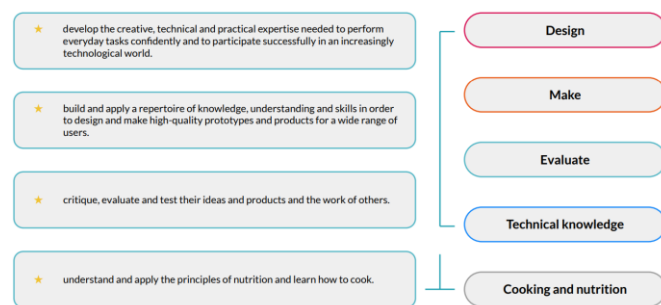 develop the creative, technical and practical expertise needed to perform
everyday tasks confidently and to participate successfully in an increasingly
technological world.
build and apply a repertoire of knowledge, understanding and skills in order
to design and make high-quality prototypes and products for a wide range of
users.
critique, evaluate and test their ideas and products and the work of others.
understand and apply the principles of nutrition and learn how to cook.
Design
Make
Evaluate
Technical knowledge
Cooking and nutrition